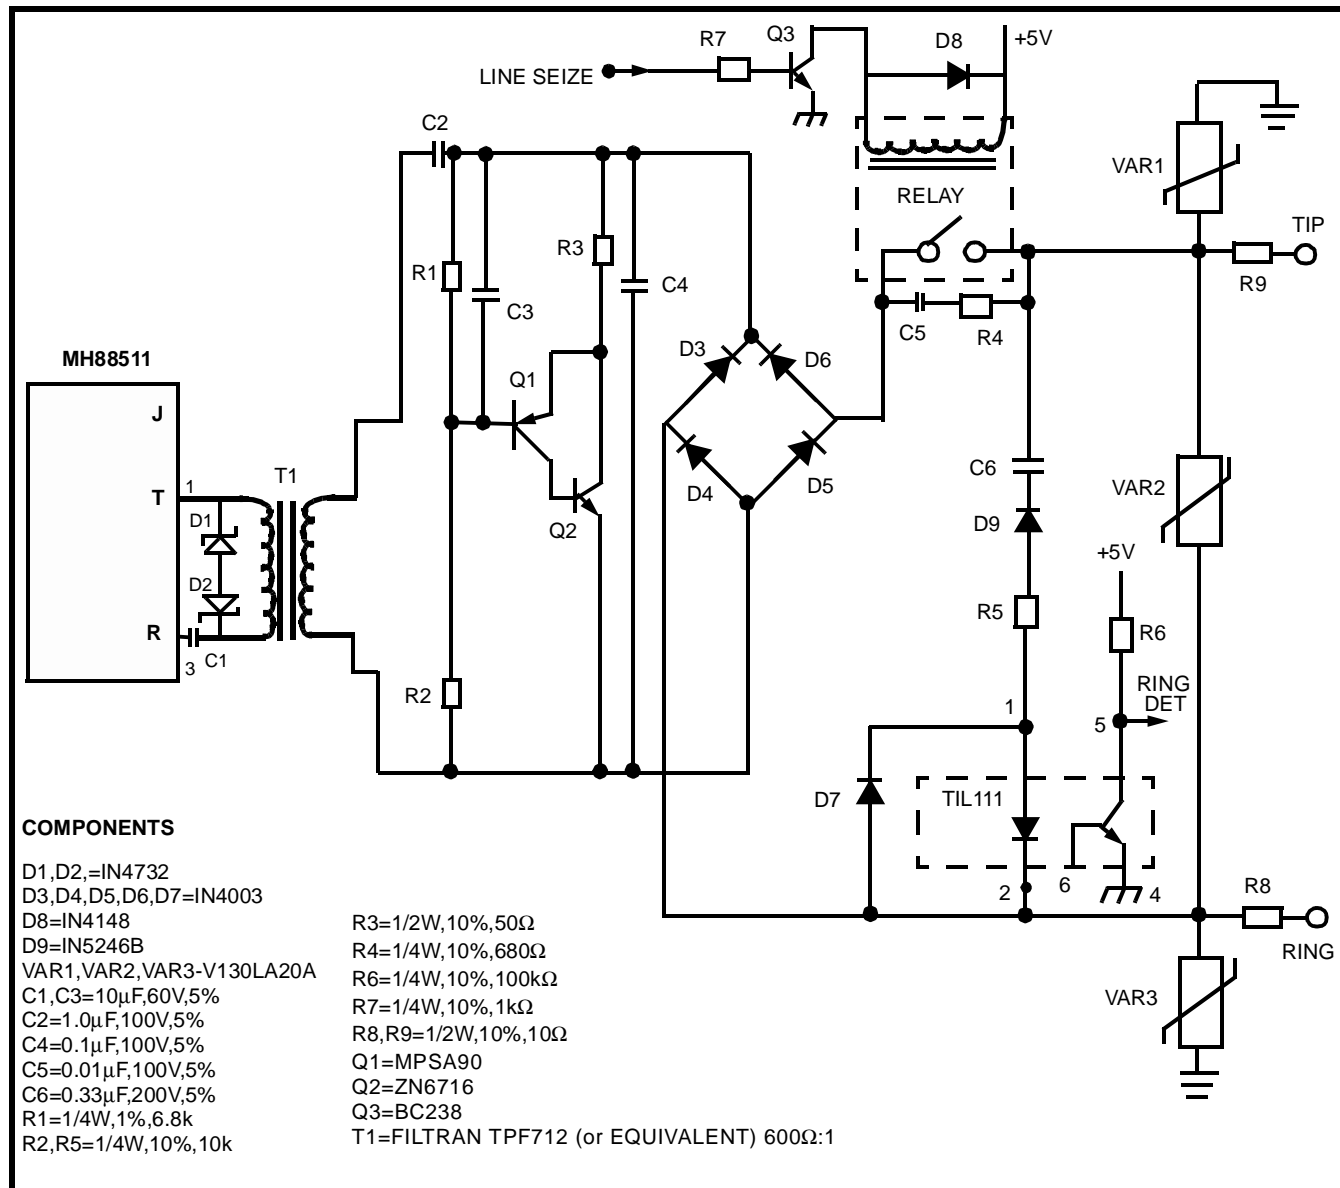 R7
Q3
D8
+5V
LINE SEIZE
C2
VAR1
RELAY
TIP
R3
R1
C4
R9
C3
C5
R4
MH88511
D3
D6
Q1
J
T1
C6
VAR2
T
1
D4
D5
D1
D9
Q2
+5V
D2
R5
R6
R
3
C1
R2
RING
DET
1
5
D7
TIL111
2
6
4
R8
RING
VAR3
COMPONENTS
D1,D2,=IN4732
D3,D4,D5,D6,D7=IN4003
D8=IN4148
D9=IN5246B
VAR1,VAR2,VAR3-V130LA20A
C1,C3=10µF,60V,5%
C2=1.0µF,100V,5%
C4=0.1µF,100V,5%
C5=0.01µF,100V,5%
C6=0.33µF,200V,5%
R1=1/4W,1%,6.8k
R2,R5=1/4W,10%,10k
R3=1/2W,10%,50Ω
R4=1/4W,10%,680Ω
R6=1/4W,10%,100kΩ
R7=1/4W,10%,1kΩ
R8,R9=1/2W,10%,10Ω
Q1=MPSA90
Q2=ZN6716
Q3=BC238
T1=FILTRAN TPF712 (or EQUIVALENT) 600Ω:1